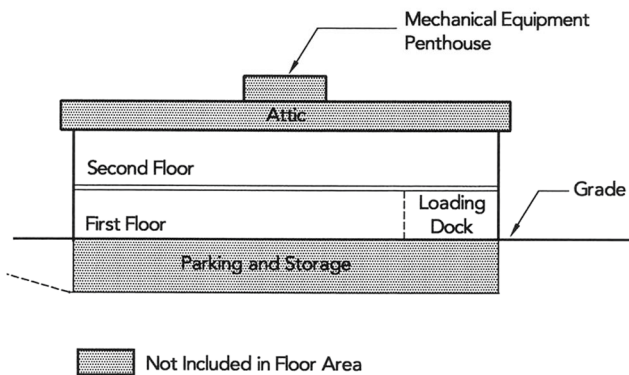 Mechanical Equipment
Penthouse
Attic
Second Floor
First Floor
Loading
Dock
Grade
Parking and Storage
Not Included in Floor Area